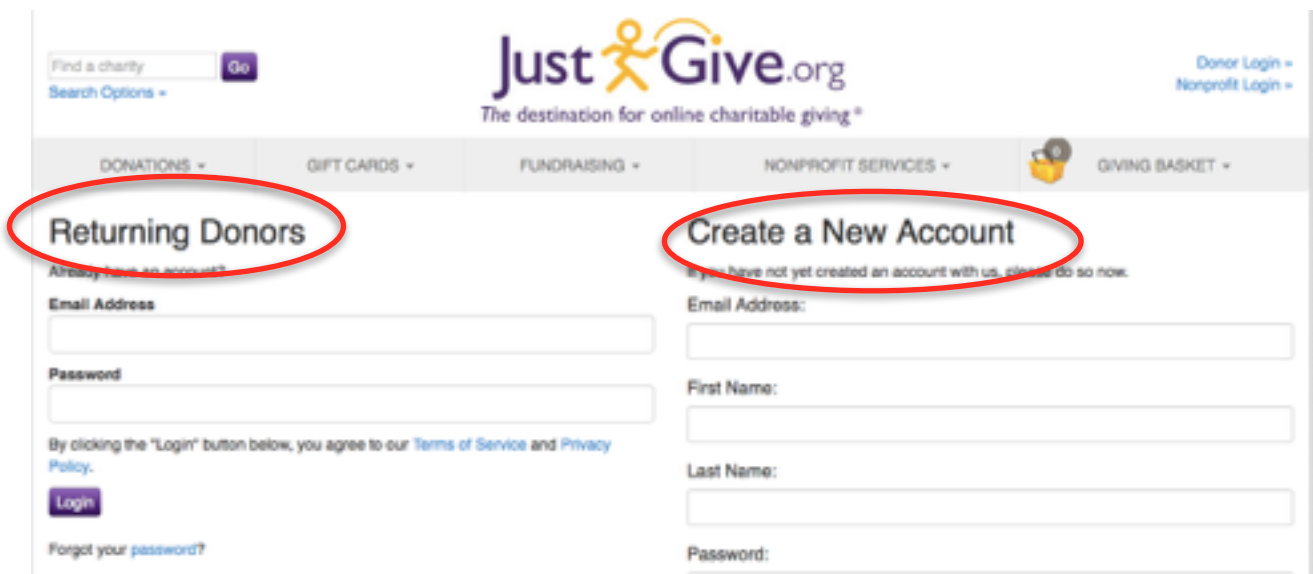 Find a charity
Go
Search Options
Just Give.org
The destination for online charitable giving®
Donor Login »
Nonprofit Login »
DONATIONS
GIFT CARDS
FUNDRAISING
NONPROFIT SERVICES
0
GIVING BASKET
Returning Donors
Already have an account?
Email Address
Password
By clicking the "Login" button below, you agree to our Terms of Service and Privacy
Policy.
Login
Forgot your password?
Create a New Account
If you have not yet created an account with us, please do so now.
Email Address:
First Name:
Last Name:
Password: